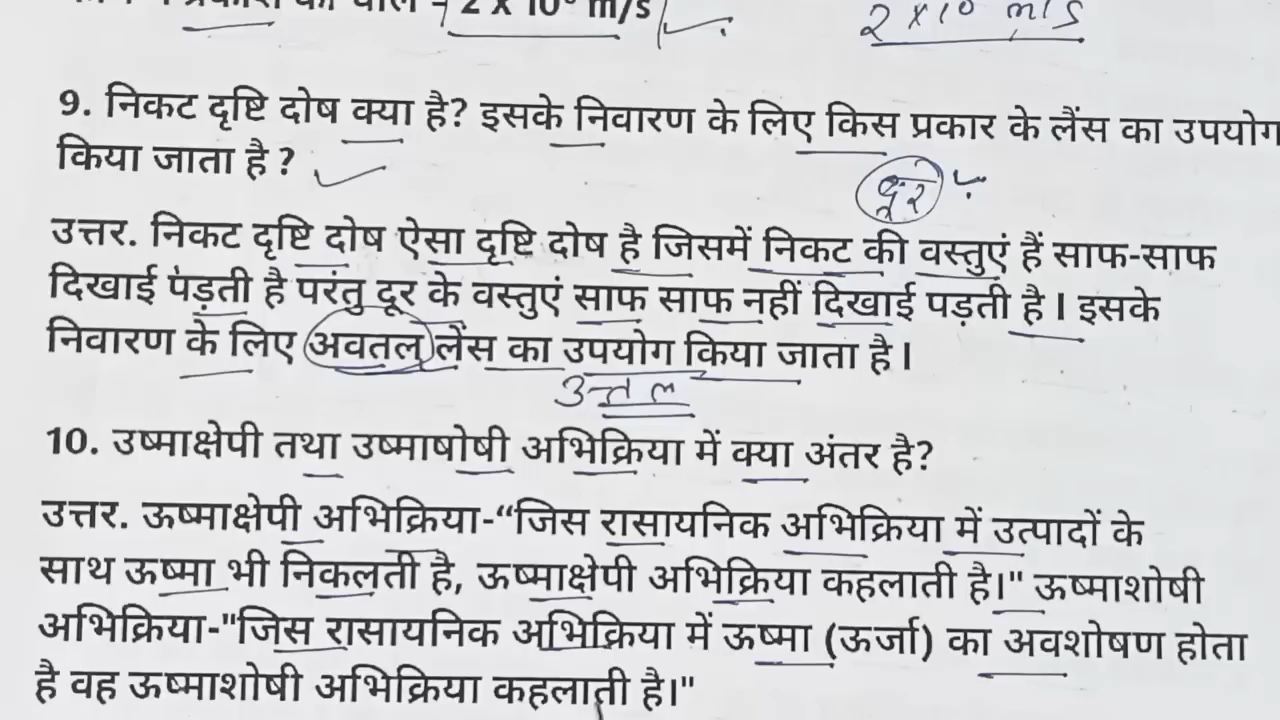 प्रकाश की चाल = 2 x 10⁸ m/s
2 x 10⁸ m/s
9. निकट दृष्टि दोष क्या है? इसके निवारण के लिए किस प्रकार के लैंस का उपयोग
किया जाता है ?
दूर
उत्तर. निकट दृष्टि दोष ऐसा दृष्टि दोष है जिसमें निकट की वस्तुएं हैं साफ-साफ
दिखाई पड़ती है परंतु दूर के वस्तुएं साफ साफ नहीं दिखाई पड़ती है । इसके
निवारण के लिए अवतल लेंस का उपयोग किया जाता है ।
उत्तल
10. उष्माक्षेपी तथा उष्माषोषी अभिक्रिया में क्या अंतर है?
उत्तर. ऊष्माक्षेपी अभिक्रिया-“जिस रासायनिक अभिक्रिया में उत्पादों के
साथ ऊष्मा भी निकलती है, ऊष्माक्षेपी अभिक्रिया कहलाती है।" ऊष्माशोषी
अभिक्रिया-"जिस रासायनिक अभिक्रिया में ऊष्मा (ऊर्जा) का अवशोषण होता
है वह ऊष्माशोषी अभिक्रिया कहलाती है।"